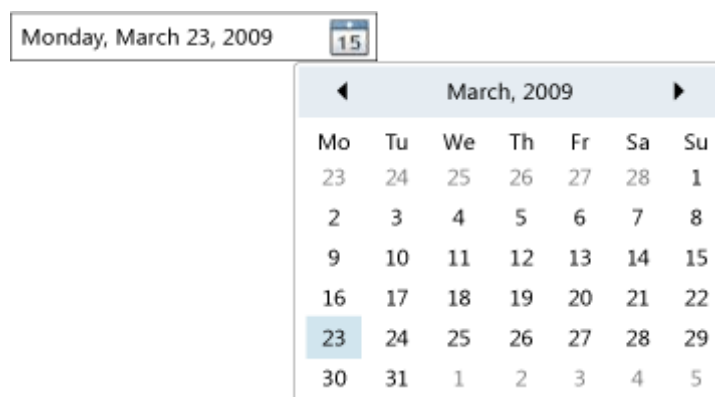 Monday, March 23, 2009 15
March, 2009
Mo Tu We Th Fr Sa Su
23 24 25 26 27 28 1
2 3 4 5 6 7 8
9 10 11 12 13 14 15
16 17 18 19 20 21 22
23 24 25 26 27 28 29
30 31 1 2 3 4 5